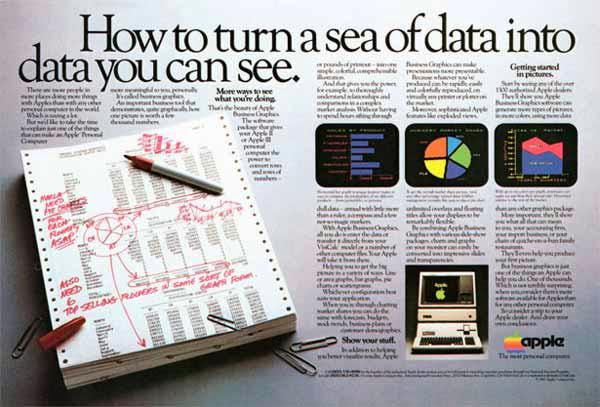 How to turn a sea of data into
data you can see.
There are more people in
more places doing more things
with Apples than with any other
personal computer in the world.
Which is saying a lot.
But we'd like to take the time
to explain just one of the things
that can make an Apple Personal
Computer
more meaningful to you, personally.
It's called business graphics.
An important business tool that
demonstrates, quite graphically, how
one picture is worth a few
thousand numbers.
More ways to see
what you're doing.
That's the beauty of Apple
Business Graphics.
The software
package that gives
your Apple II
or Apple III
personal
computer the
power to
convert rows
and rows of
numbers –
or pounds of printout – into one
simple, colorful, comprehensible
illustration.
And that gives you the power,
for example, to thoroughly
understand relationships and
comparisons in a complex
market analysis. Without having
to spend hours sifting through
dull data – armed with little more
than a ruler, a compass and a few
not-so-magic markers.
With Apple Business Graphics,
all you do is enter the data or
transfer it directly from your
VisiCalc model or a number of
other computer files. Your Apple
will take it from there.
Helping you to get the big
picture in a variety of ways. Line
or area graphs, bar graphs, pie
charts or scattergrams.
Whichever configuration best
suits your application.
When you're through charting
market shares you can do the
same with forecasts, budgets,
stock trends, business plans or
customer demographics.
Show your stuff.
In addition to helping
you better visualize results, Apple
Business Graphics can make
presentations more presentable.
Because whatever you've
produced can be rapidly, easily
and colorfully reproduced, on
virtually any printer or plotter on
the market.
Moreover, sophisticated Apple
features like exploded views,
unlimited overlays and floating
titles allow your displays to be
remarkably flexible.
By combining Apple Business
Graphics with various slide-show
packages, charts and graphs
on your monitor can easily be
converted into impressive slides
and transparencies.
Getting started
in pictures.
Start by seeing one of the over
1300 authorized Apple dealers.
They'll show you Apple
Business Graphics software can
generate more types of pictures,
in more colors, using more data
than any other graphics package.
More important, they'll show
you what all that can mean
to you, your accounting firm,
your import business, or your
chain of quiche-on-a-bun family
restaurants.
They'll even help you produce
your first picture.
But business graphics is just
one of the things an Apple can
help you do. One of thousands.
Which is not terribly surprising
when you consider there's more
software available for Apples than
for any other personal computer.
So consider a trip to your
Apple dealer. And draw your
own conclusions.
MARLA
NEED
PIE
ALSO
NEED
6
TOP SELLING PRODUCTS IN SAME SORT OF
GRAPH FORM
Apple
apple
The most personal computer.